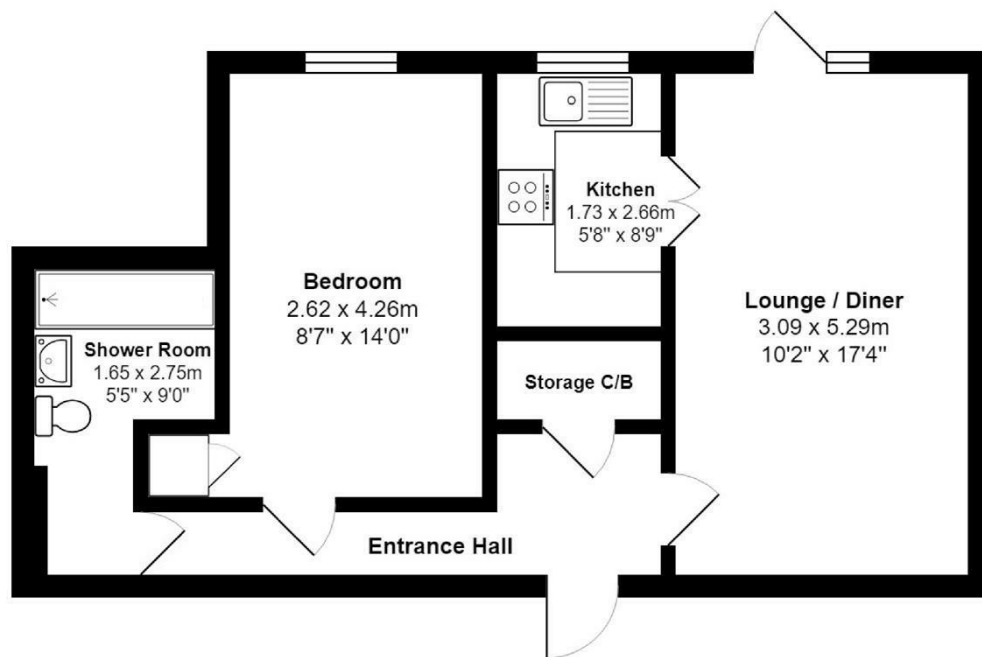 Kitchen
1.73 x 2.66m
5'8" x 8'9"
Bedroom
2.62 x 4.26m
8'7" x 14'0"
Lounge / Diner
3.09 x 5.29m
10'2" x 17'4"
Shower Room
1.65 x 2.75m
5'5" x 9'0"
Storage C/B
Entrance Hall